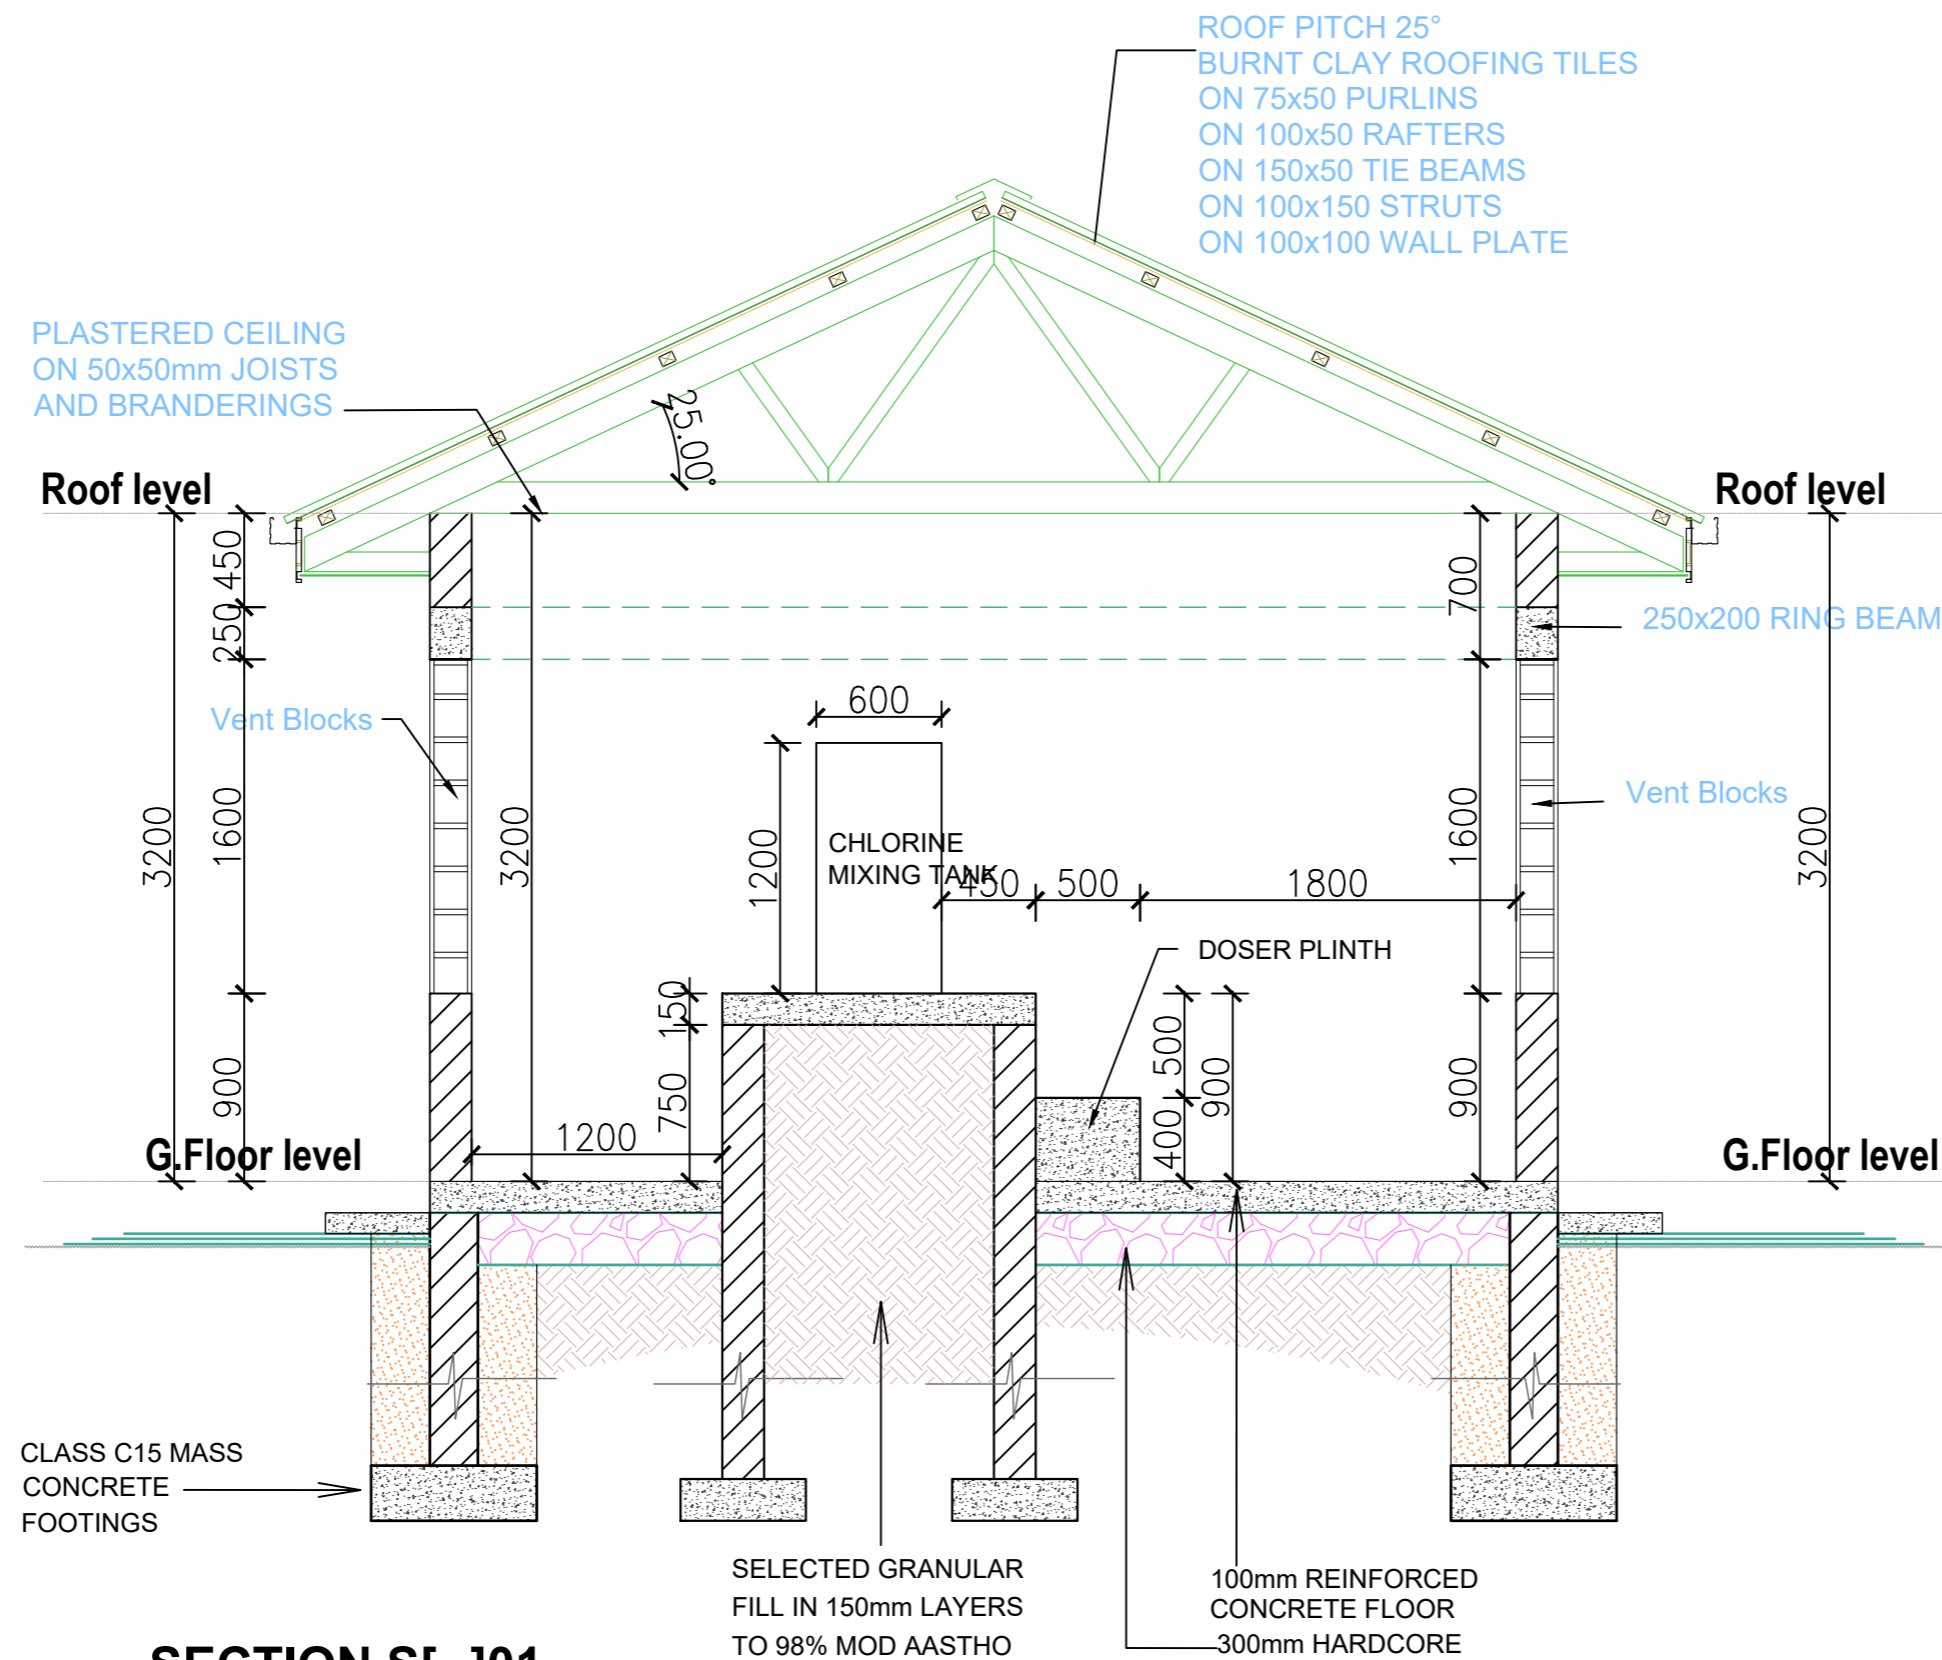 ROOF PITCH 25°
BURNT CLAY ROOFING TILES
ON 75x50 PURLINS
ON 100x50 RAFTERS
ON 150x50 TIE BEAMS
ON 100x150 STRUTS
ON 100x100 WALL PLATE
PLASTERED CEILING
ON 50x50mm JOISTS
AND BRANDERINGS
25.00°
Roof level
Roof level
450
250
1600
900
3200
3200
700
1600
900
3200
250x200 RING BEAM
Vent Blocks
Vent Blocks
600
1200
CHLORINE
MIXING TANK
450
500
1800
DOSER PLINTH
150
750
500
400
900
1200
G.Floor level
G.Floor level
CLASS C15 MASS
CONCRETE
FOOTINGS
SELECTED GRANULAR
FILL IN 150mm LAYERS
TO 98% MOD AASTHO
100mm REINFORCED
CONCRETE FLOOR
300mm HARDCORE